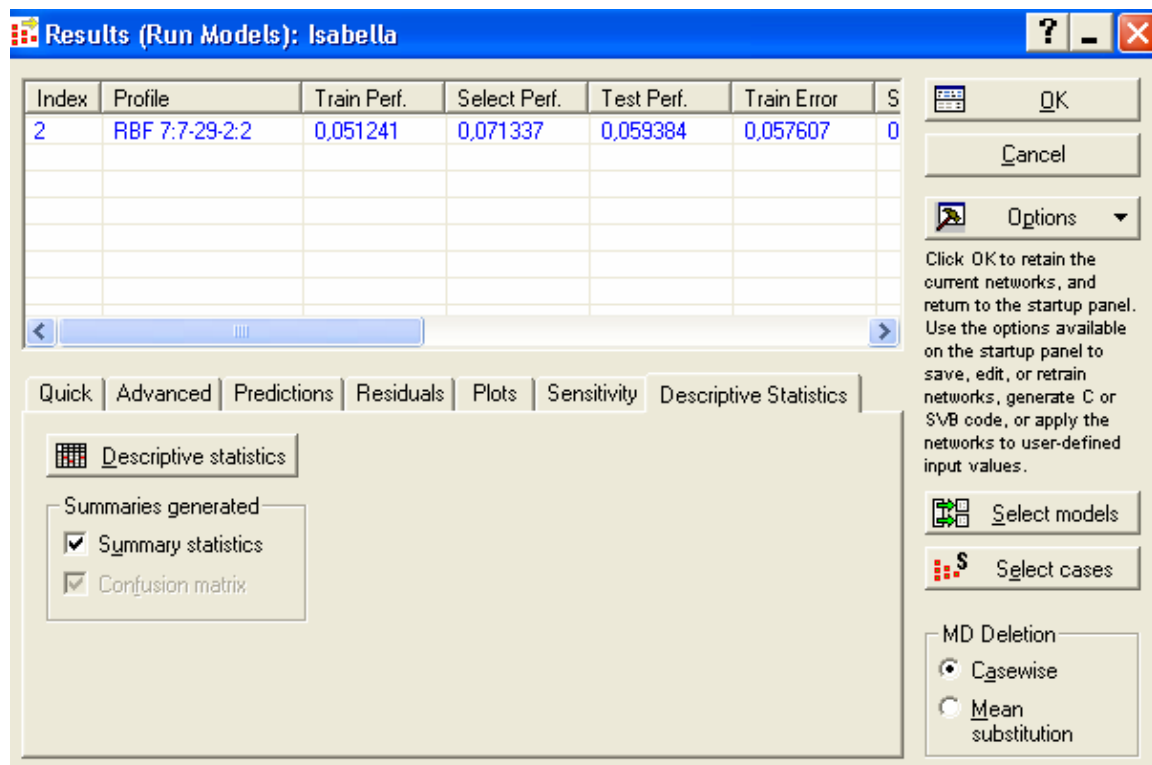 Results (Run Models): Isabella
Index Profile Train Perf. Select Perf. Test Perf. Train Error S
2 RBF 7:7-29-2:2 0,051241 0,071337 0,059384 0,057607 0
OK
Cancel
Options
Click OK to retain the
current networks, and
return to the startup panel.
Use the options available
on the startup panel to
save, edit, or retrain
networks, generate C or
SVB code, or apply the
networks to user-defined
input values.
Select models
S Select cases
MD Deletion
Casewise
Mean
substitution
Quick Advanced Predictions Residuals Plots Sensitivity Descriptive Statistics
Descriptive statistics
Summaries generated
Summary statistics
Confusion matrix